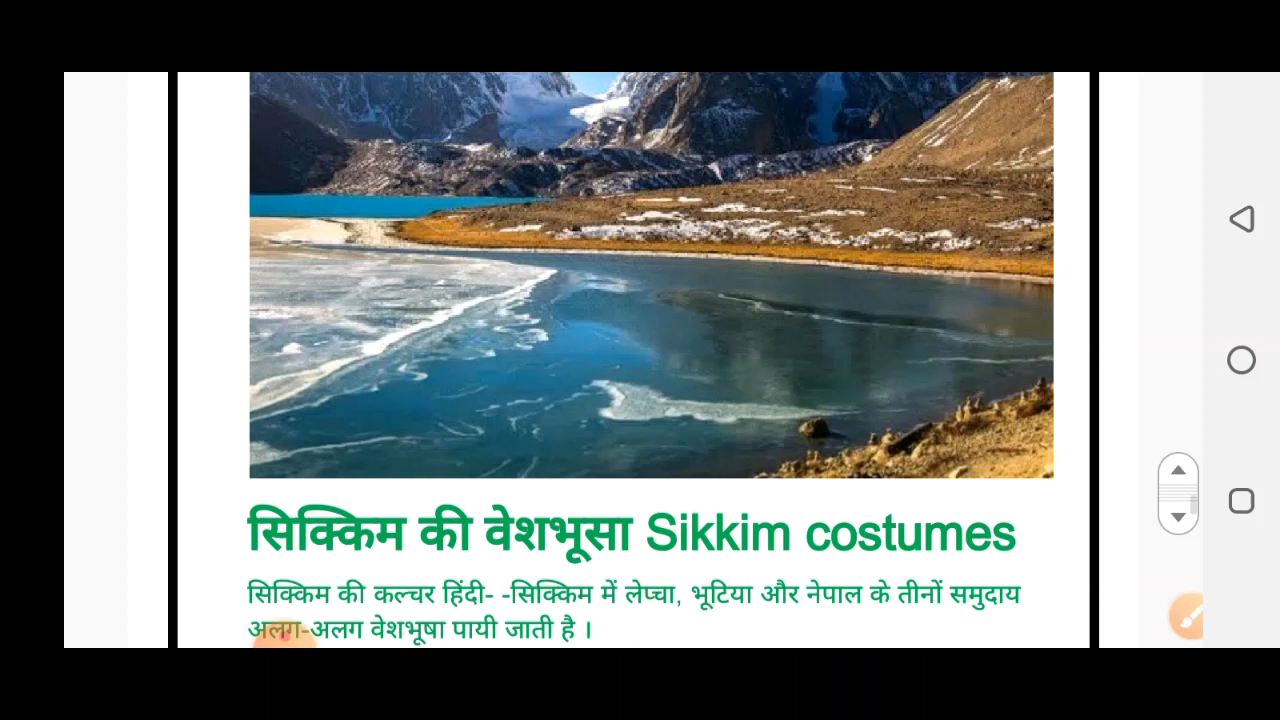 सिक्किम की वेशभूसा Sikkim costumes
सिक्किम की कल्चर हिंदी- -सिक्किम में लेप्चा, भूटिया और नेपाल के तीनों समुदाय
अलग-अलग वेशभूषा पायी जाती है ।